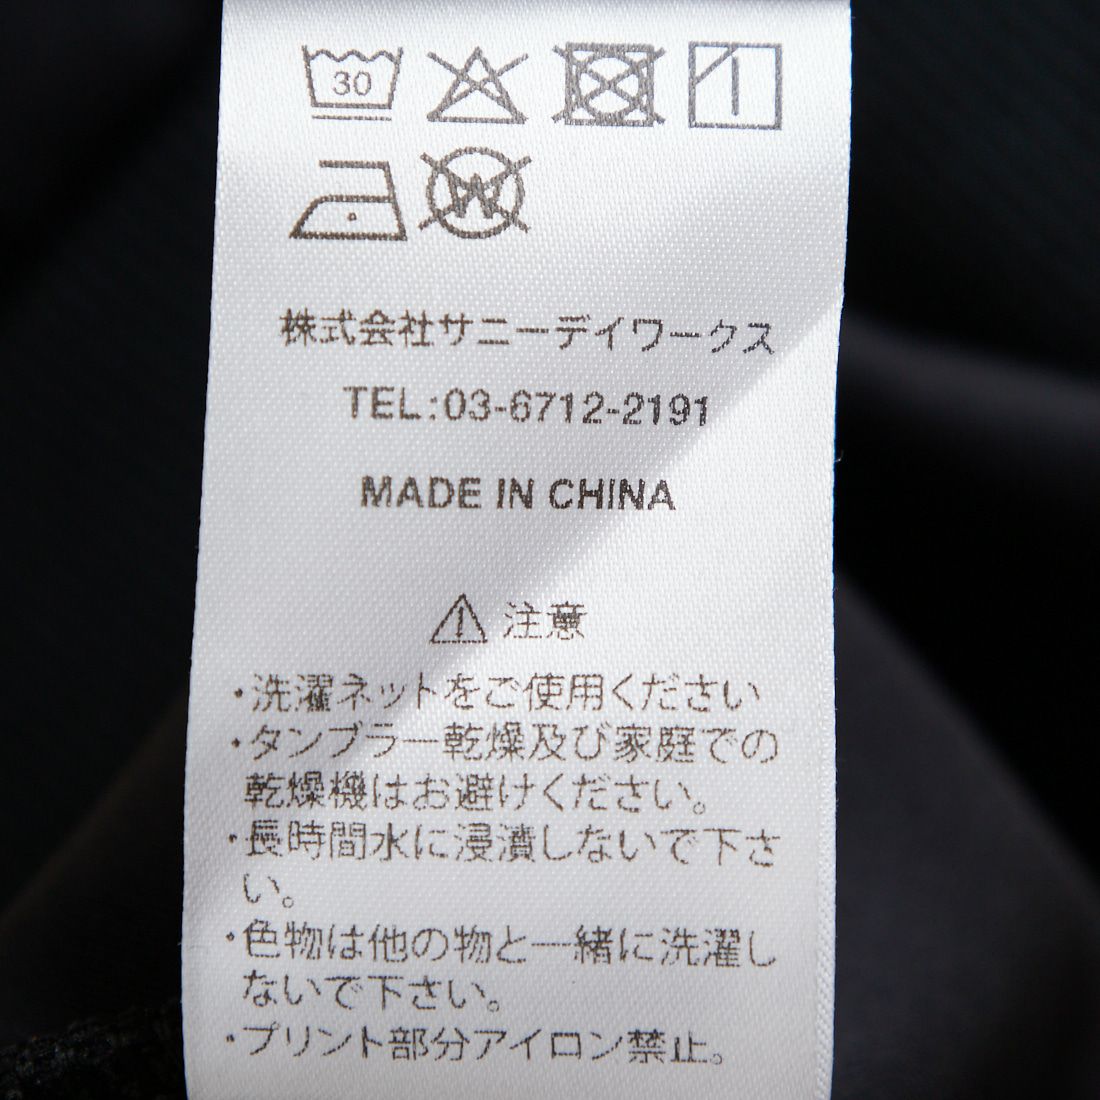 30
W
株式会社サニーデイワークス
TEL:03-6712-2191
MADE IN CHINA
注意
・洗濯ネットをご使用ください
・タンブラー乾燥及び家庭での
乾燥機はお避けください。
・長時間水に浸漬しないで下さ
い。
・色物は他の物と一緒に洗濯し
ないで下さい。
・プリント部分アイロン禁止。